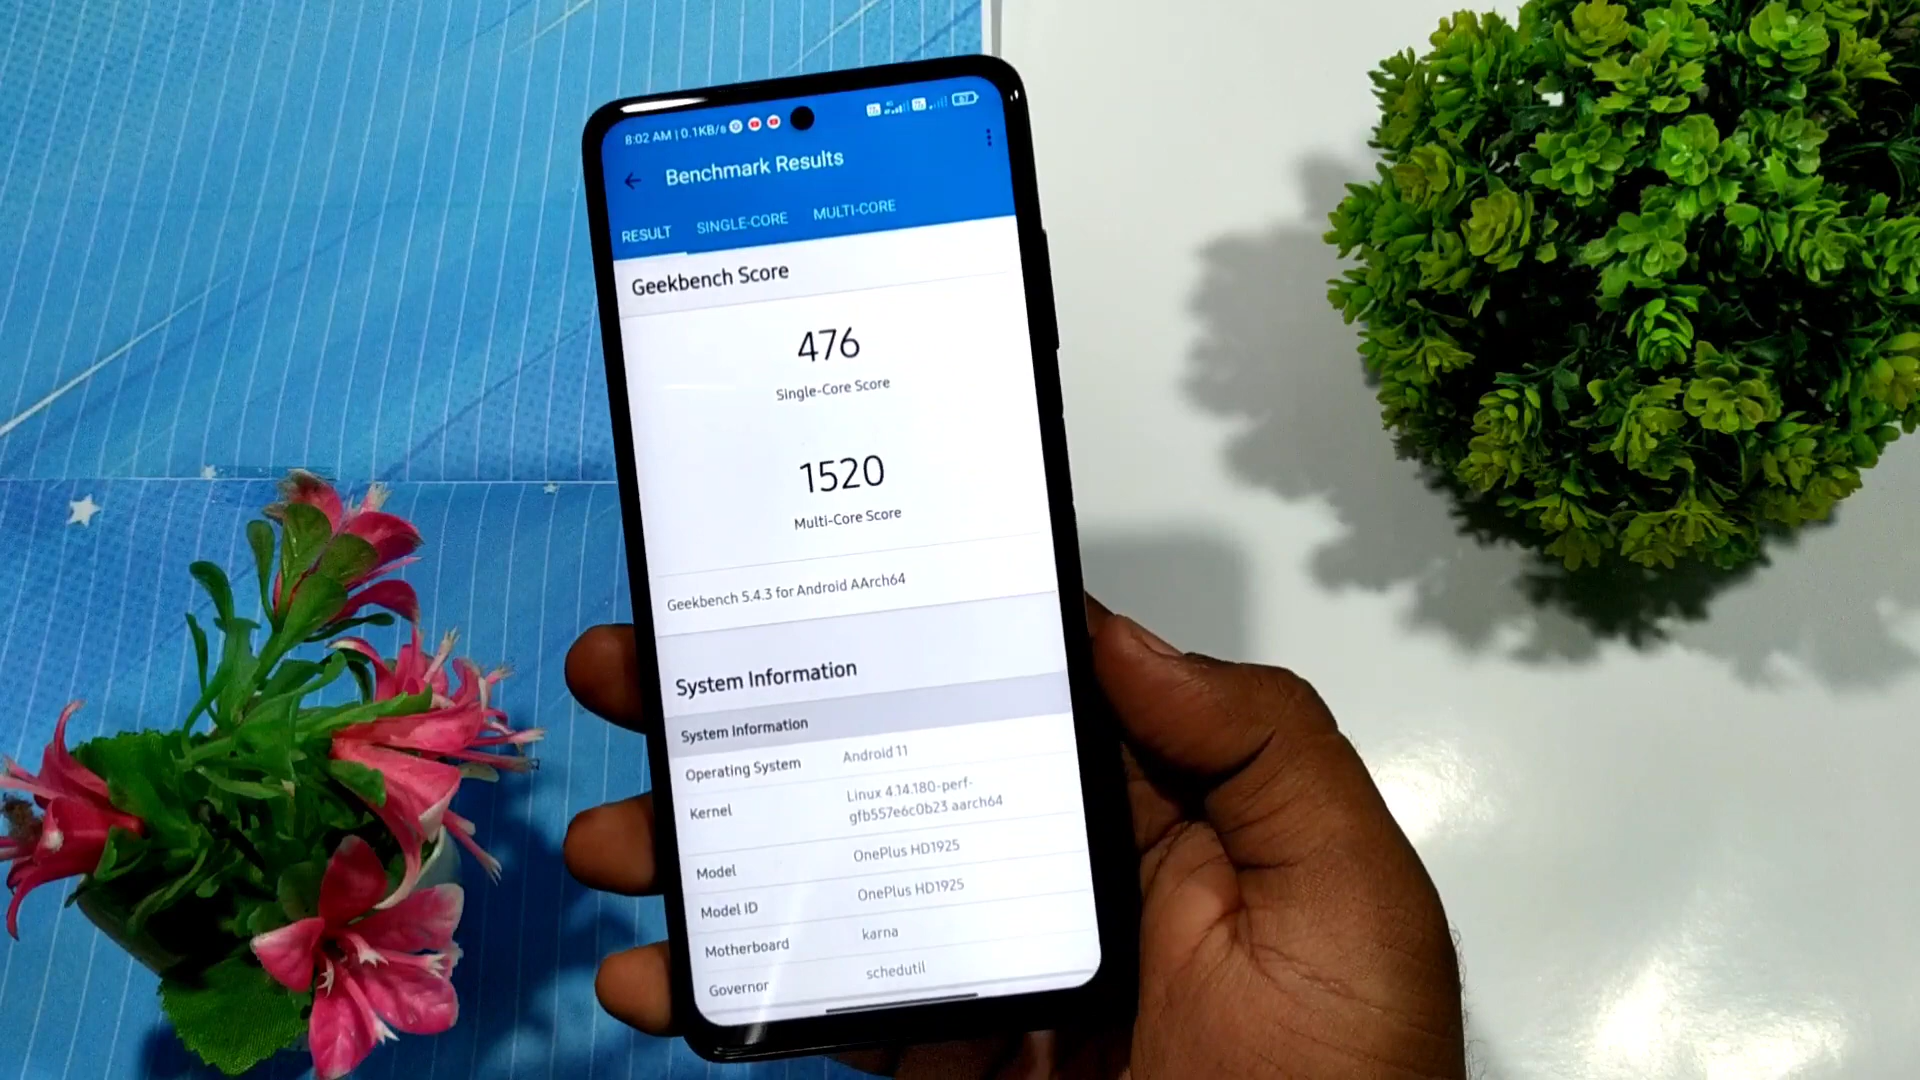 8:02 AM | 0.1KB/s
67
Benchmark Results
RESULT SINGLE-CORE MULTI-CORE
Geekbench Score
476
Single-Core Score
1520
Multi-Core Score
Geekbench 5.4.3 for Android AArch64
System Information
System Information
Operating System Android 11
Kernel Linux 4.14.180-perf-
gfb557e6c0b23 aarch64
Model OnePlus HD1925
Model ID OnePlus HD1925
Motherboard karna
Governor schedutil